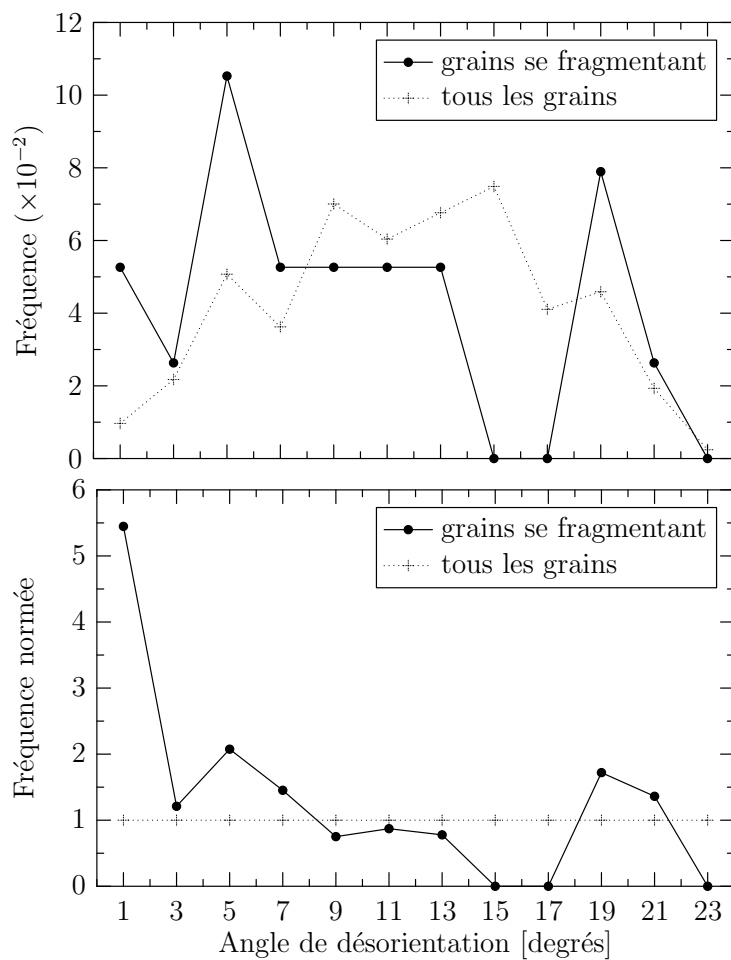 12
10
8
6
4
2
0
Fréquence (×10⁻²)
grains se fragmentant
tous les grains
6
5
4
3
2
1
0
Fréquence normée
grains se fragmentant
tous les grains
1 3 5 7 9 11 13 15 17 19 21 23
Angle de désorientation [degrés]